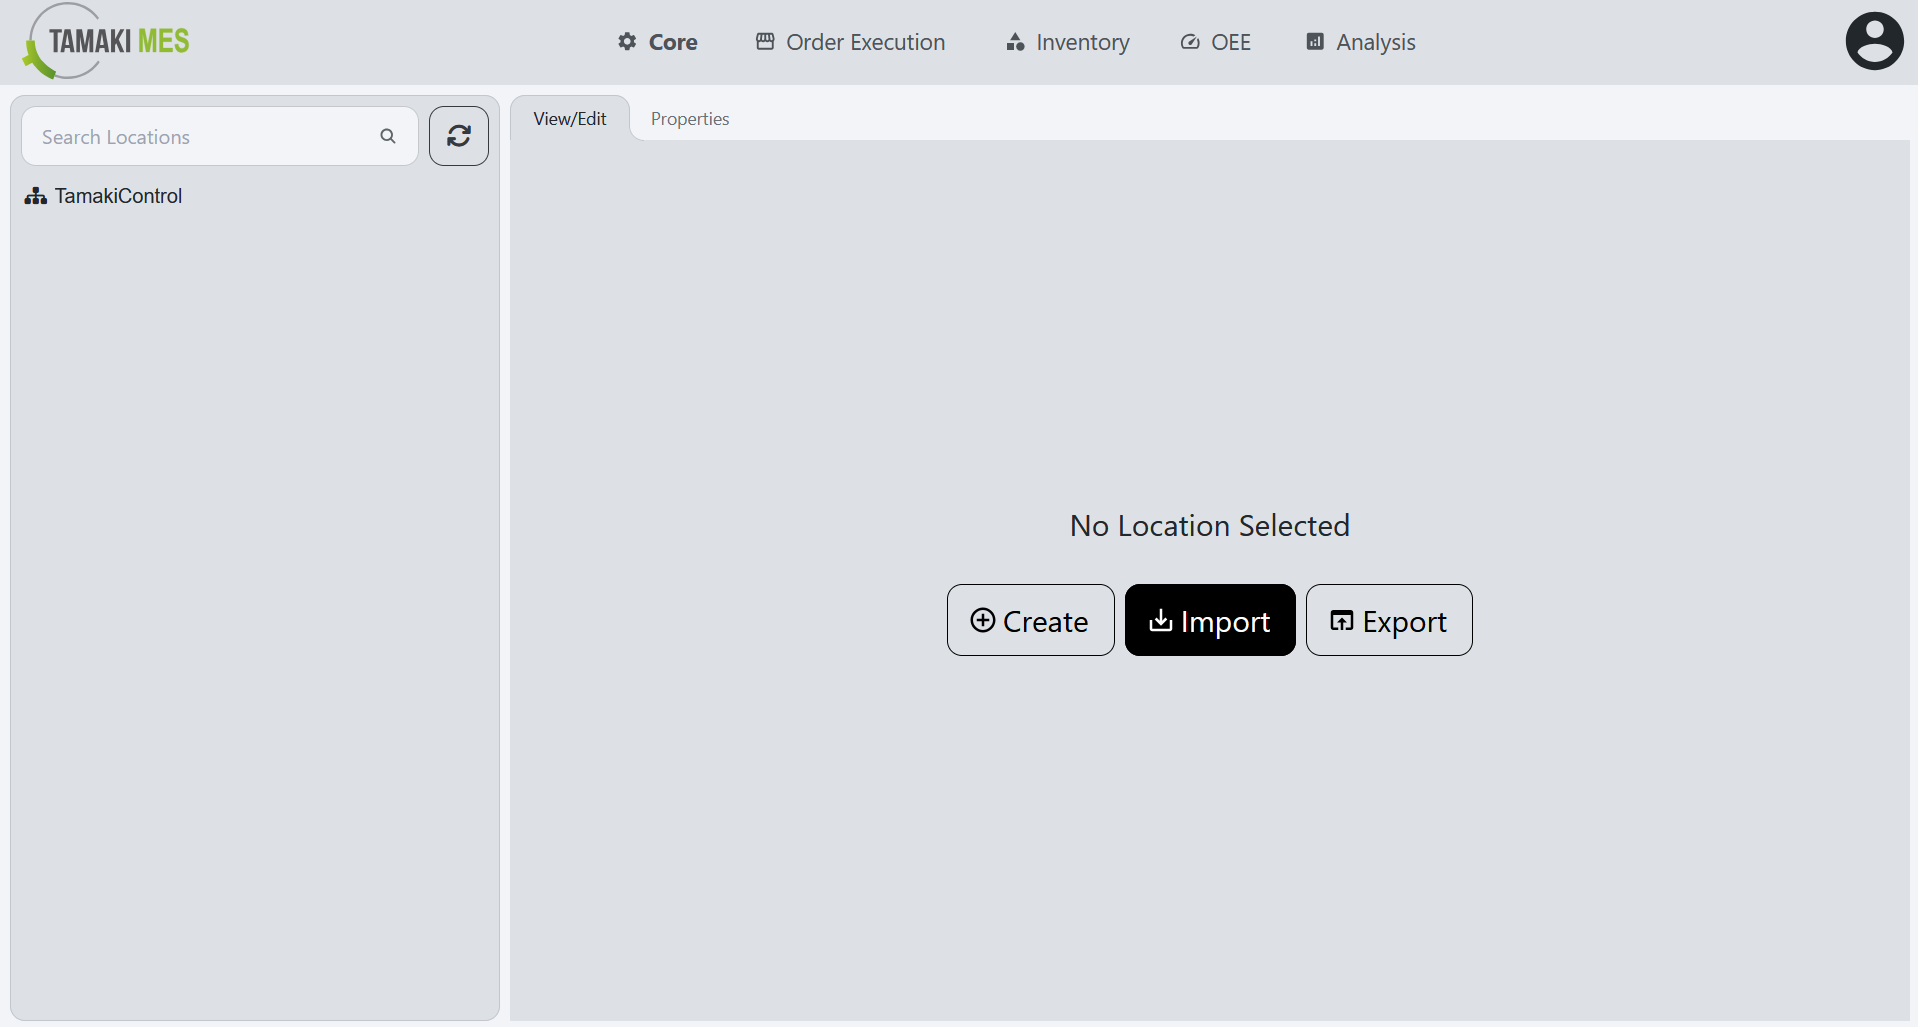 TAMAKI MES
Core
Order Execution
Inventory
OEE
Analysis
Search Locations
TamakiControl
View/Edit
Properties
No Location Selected
Create
Import
Export